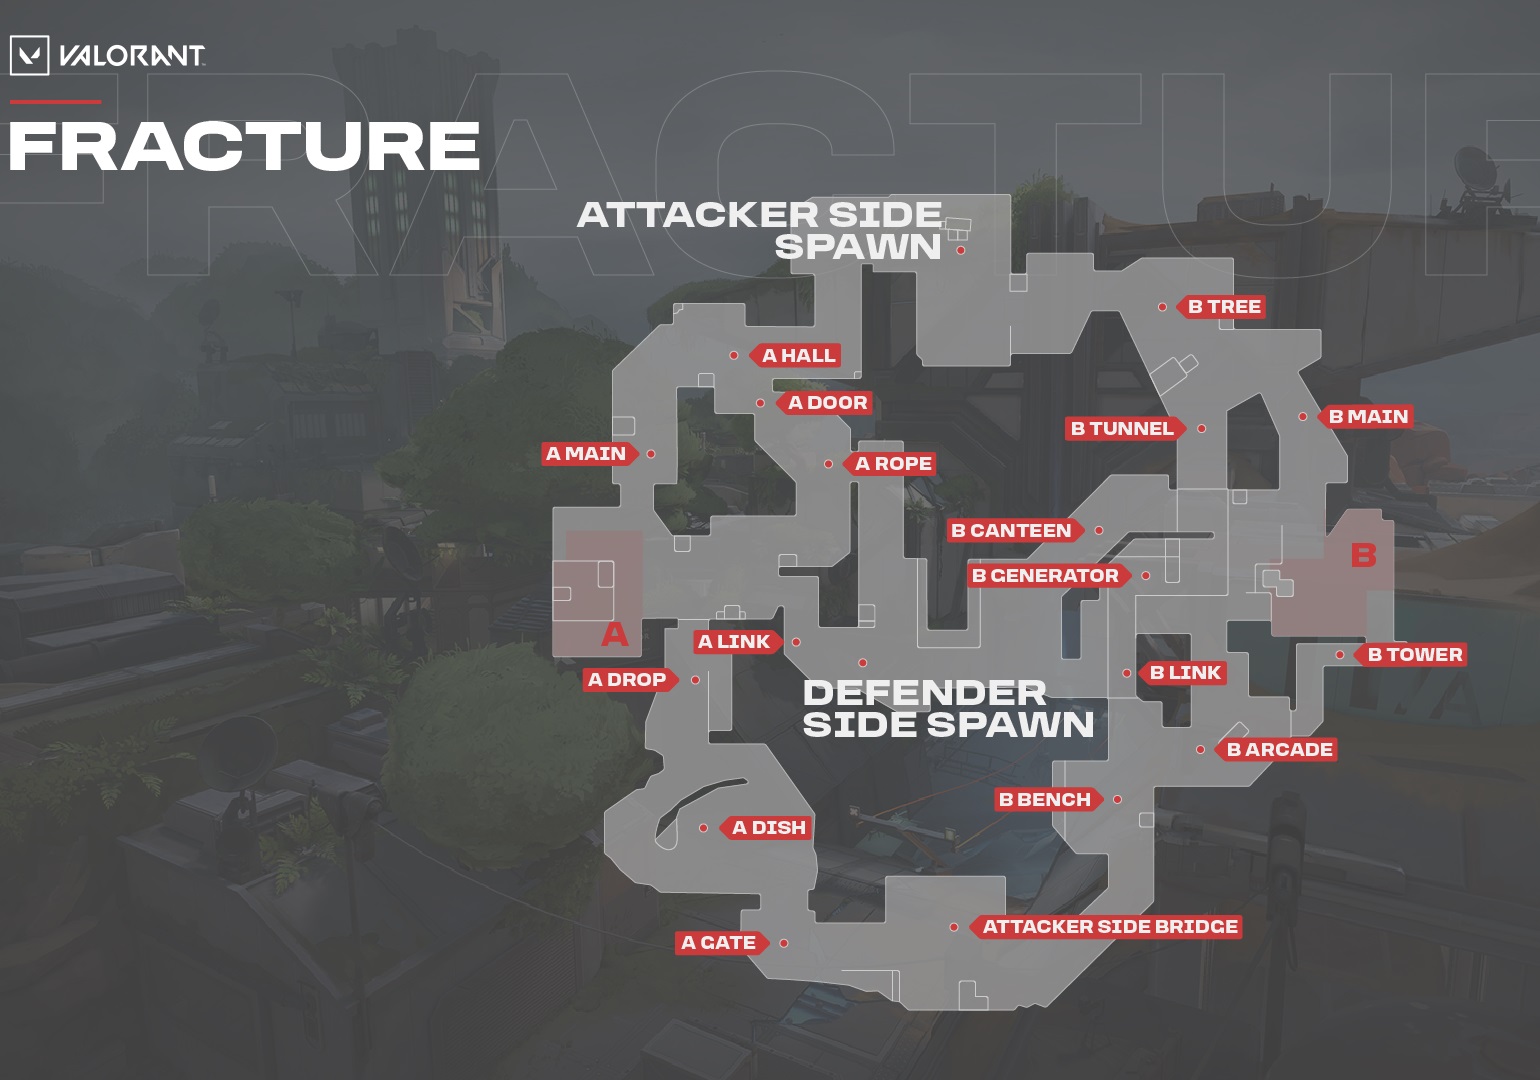 VALORANT
FRACTURE
FRACTUR
ATTACKER SIDE
SPAWN
B TREE
A HALL
A DOOR
B MAIN
B TUNNEL
A MAIN
A ROPE
B CANTEEN
B
B GENERATOR
A
A LINK
B TOWER
B LINK
A DROP
DEFENDER
SIDE SPAWN
B ARCADE
B BENCH
A DISH
ATTACKER SIDE BRIDGE
A GATE